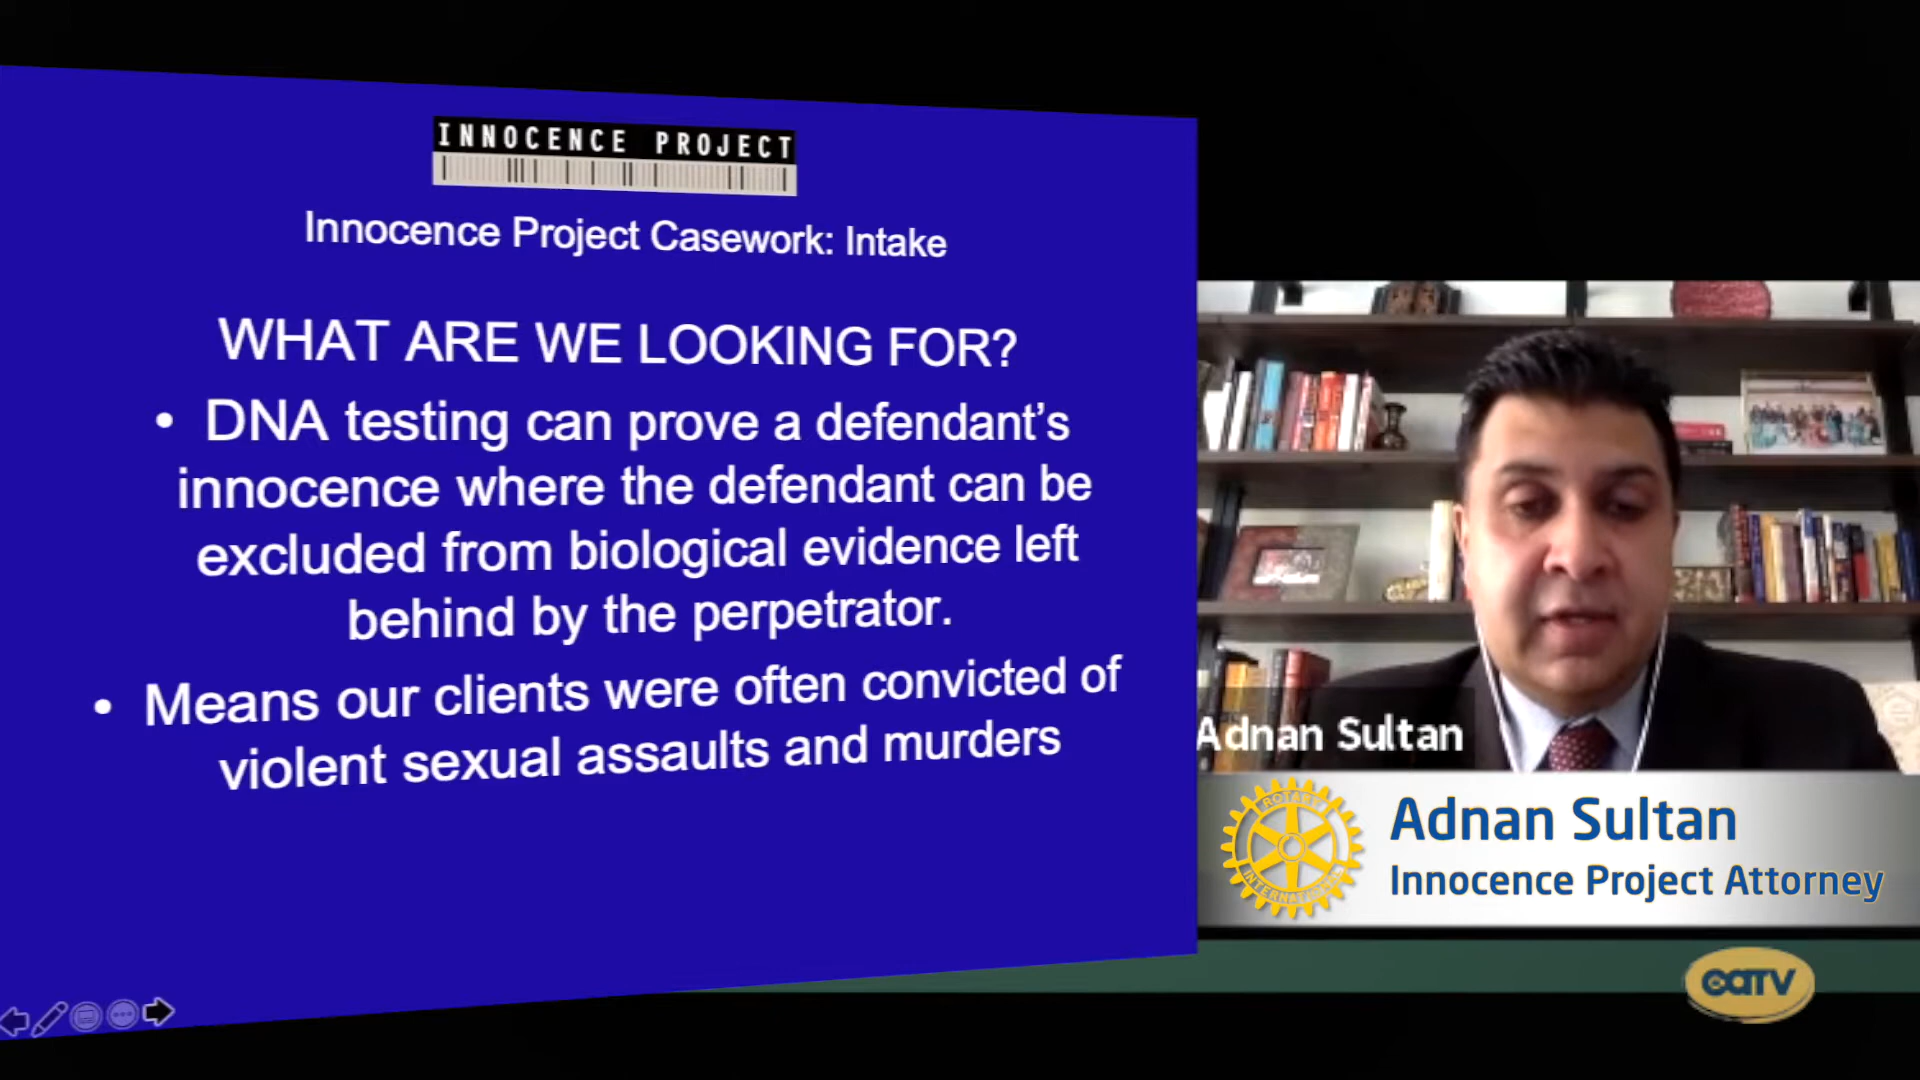 INNOCENCE PROJECT
Innocence Project Casework: Intake
WHAT ARE WE LOOKING FOR?
• DNA testing can prove a defendant’s
innocence where the defendant can be
excluded from biological evidence left
behind by the perpetrator.
• Means our clients were often convicted of
violent sexual assaults and murders
Adnan Sultan
ROTARY
INTERNATIONAL
Adnan Sultan
Innocence Project Attorney
catv